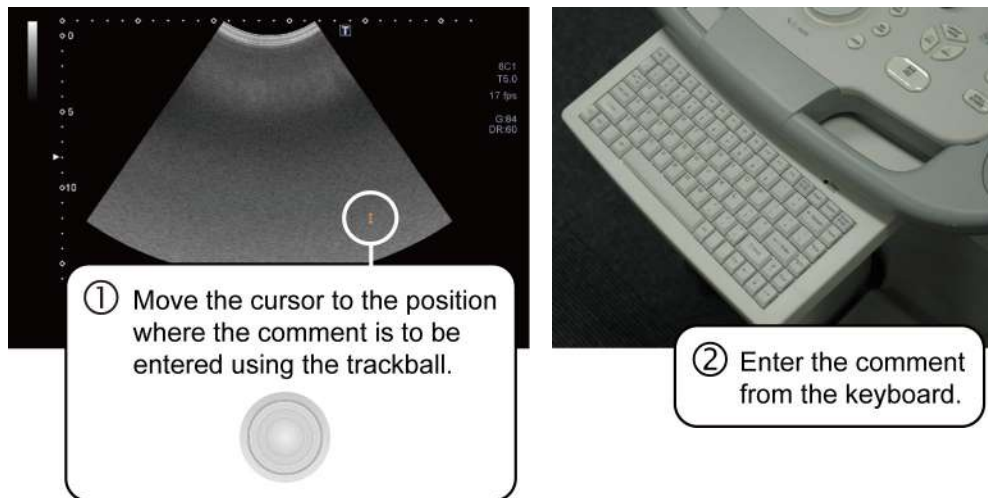 0
T
6C1
T5.0
17 fps
5
G:84
DR:60
10
① Move the cursor to the position
where the comment is to be
entered using the trackball.
② Enter the comment
from the keyboard.